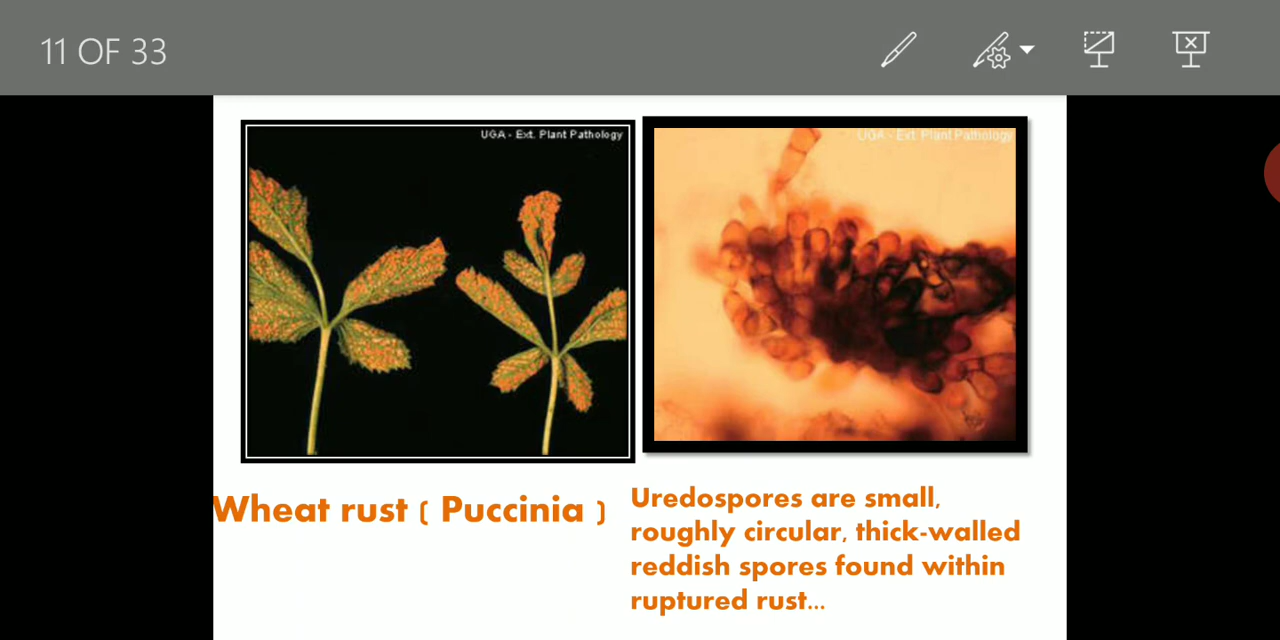 11 OF 33
UGA - Ext. Plant Pathology
UGA - Ext. Plant Pathology
Wheat rust ( Puccinia )
Uredospores are small,
roughly circular, thick-walled
reddish spores found within
ruptured rust...